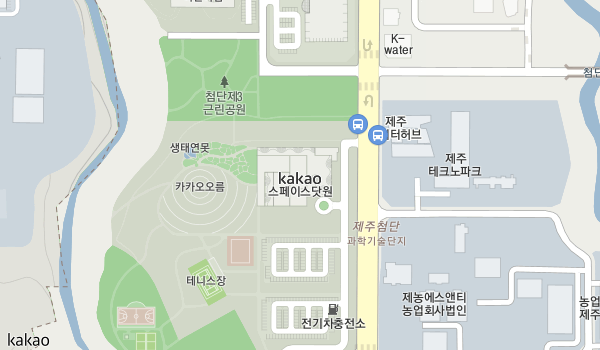 K-
water
첨단
첨단제3
근린공원
제주
터허브
생태연못
제주
테크노파크
kakao
스페이스닷원
카카오오름
제주첨단
과학기술단지
테니스장
제농에스앤티
농업회사법인
농업
제주
전기차충전소
kakao